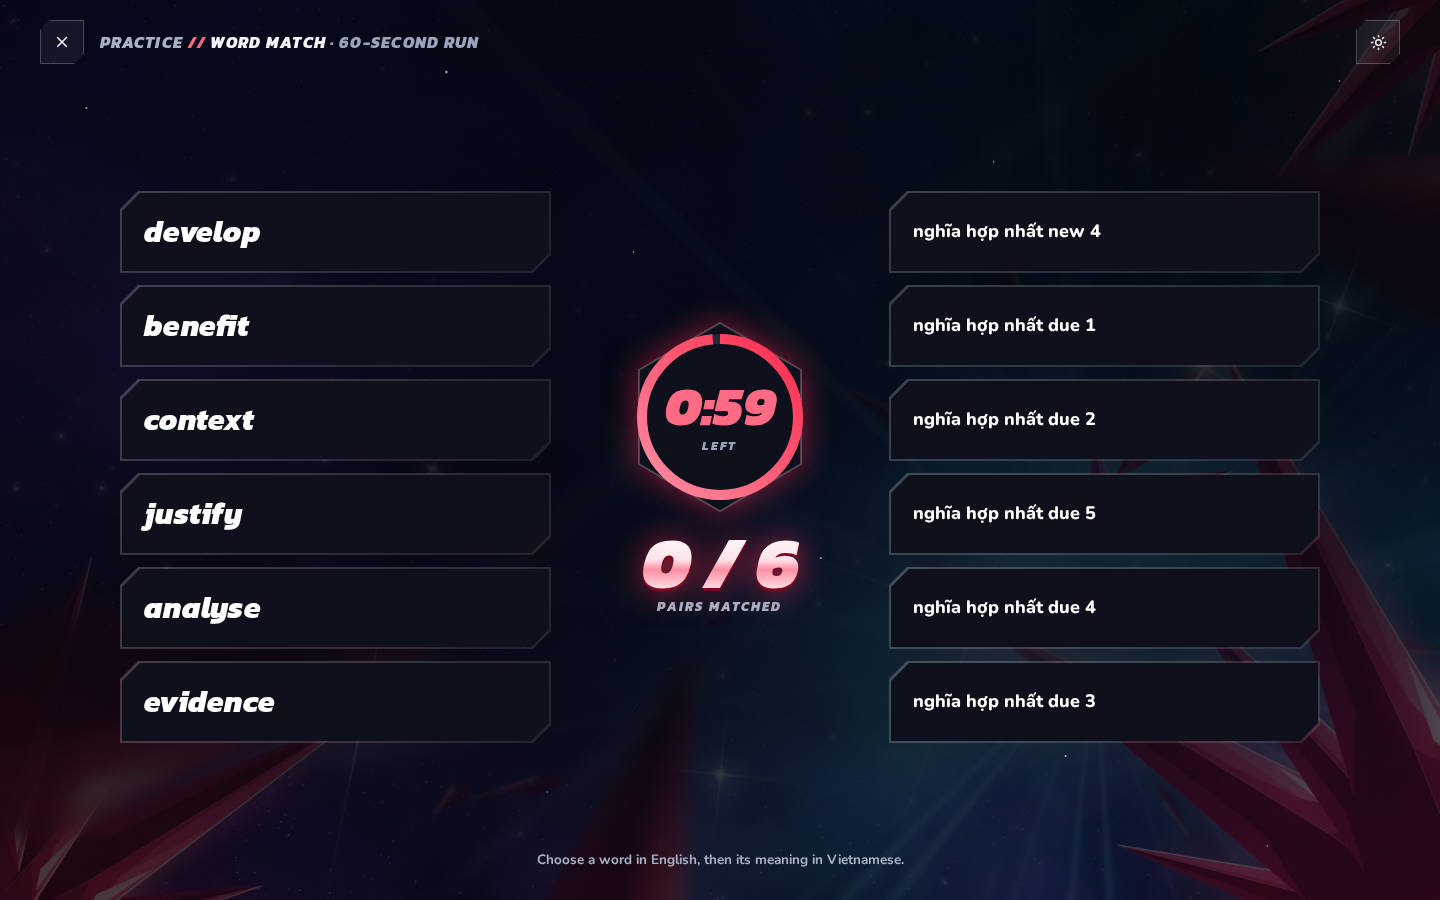 PRACTICE // WORD MATCH · 60-SECOND RUN
develop
benefit
context
justify
analyse
evidence
0:59
LEFT
0 / 6
PAIRS MATCHED
nghĩa hợp nhất new 4
nghĩa hợp nhất due 1
nghĩa hợp nhất due 2
nghĩa hợp nhất due 5
nghĩa hợp nhất due 4
nghĩa hợp nhất due 3
Choose a word in English, then its meaning in Vietnamese.